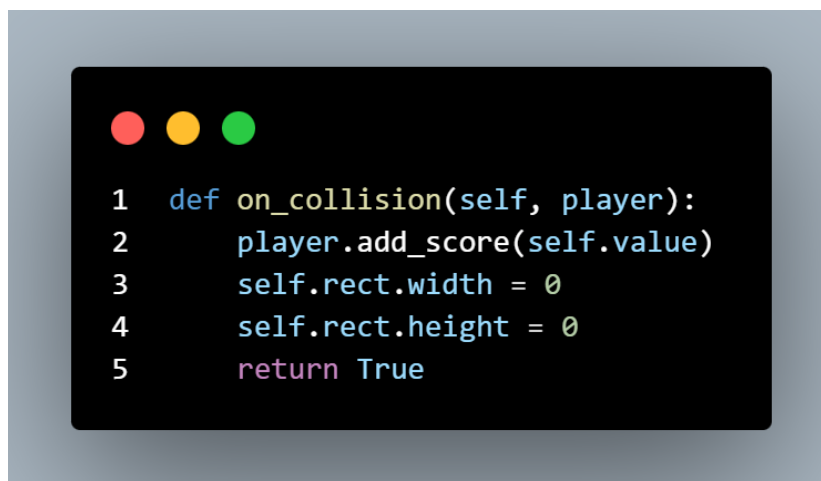 1 def on_collision(self, player):
2     player.add_score(self.value)
3     self.rect.width = 0
4     self.rect.height = 0
5     return True